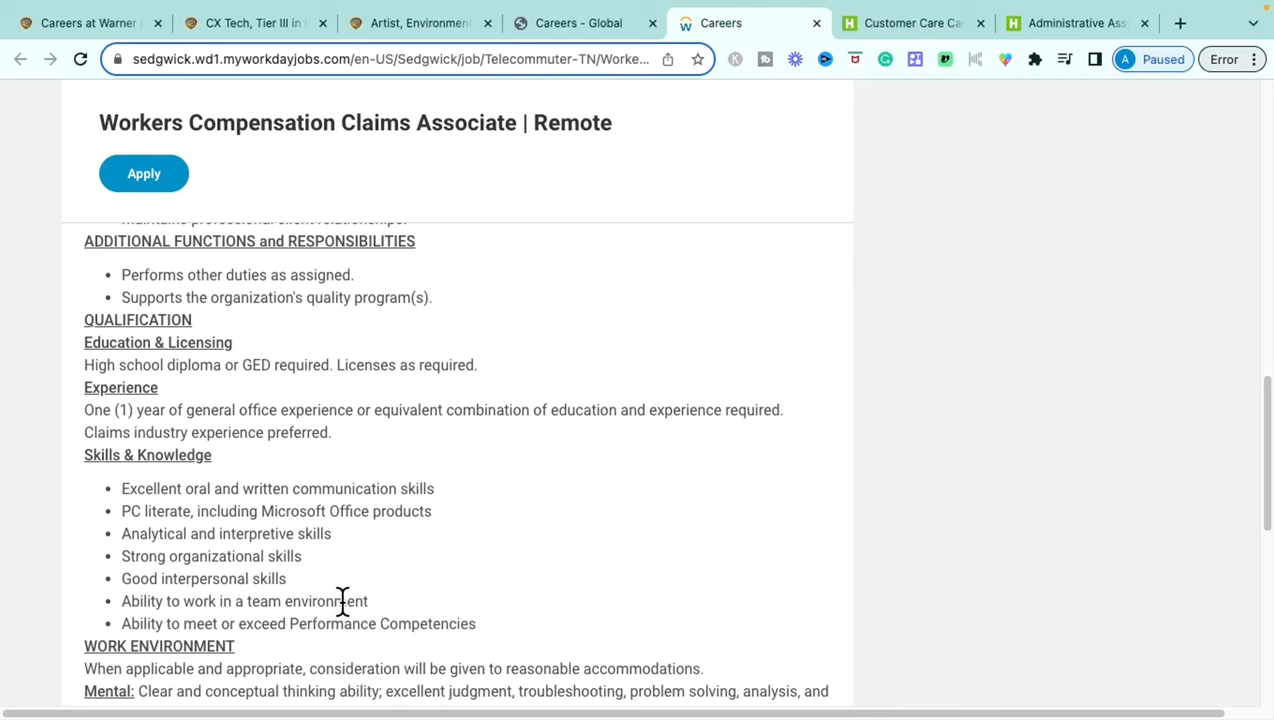 Careers at Warner
CX Tech, Tier III in
Artist, Environment
Careers - Global
Careers
Customer Care Ca
Administrative Ass
sedgwick.wd1.myworkdayjobs.com/en-US/Sedgwick/job/Telecommuter-TN/Worke...
A Paused
Error
Workers Compensation Claims Associate | Remote
Apply
Maintains professional client relationships.
ADDITIONAL FUNCTIONS and RESPONSIBILITIES
• Performs other duties as assigned.
• Supports the organization's quality program(s).
QUALIFICATION
Education & Licensing
High school diploma or GED required. Licenses as required.
Experience
One (1) year of general office experience or equivalent combination of education and experience required.
Claims industry experience preferred.
Skills & Knowledge
• Excellent oral and written communication skills
• PC literate, including Microsoft Office products
• Analytical and interpretive skills
• Strong organizational skills
• Good interpersonal skills
• Ability to work in a team environment
• Ability to meet or exceed Performance Competencies
WORK ENVIRONMENT
When applicable and appropriate, consideration will be given to reasonable accommodations.
Mental: Clear and conceptual thinking ability; excellent judgment, troubleshooting, problem solving, analysis, and